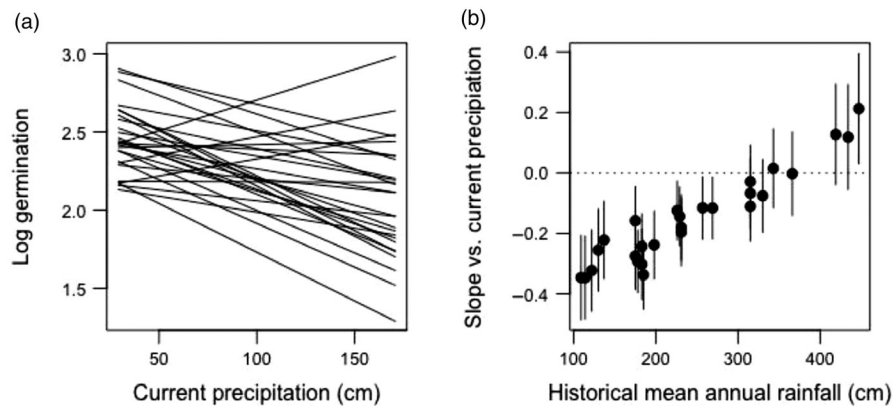 (a)
3.0
2.5
2.0
1.5
Log germination
50 100 150
Current precipitation (cm)
(b)
0.4
0.2
0.0
−0.2
−0.4
Slope vs. current precipiation
100 200 300 400
Historical mean annual rainfall (cm)